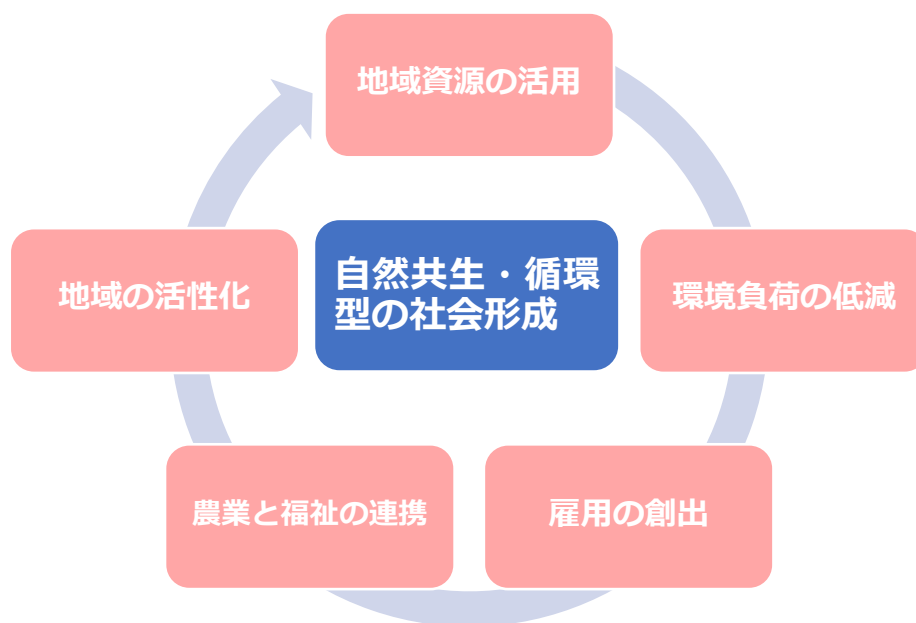 地域資源の活用
地域の活性化
自然共生・循環
型の社会形成
環境負荷の低減
農業と福祉の連携
雇用の創出